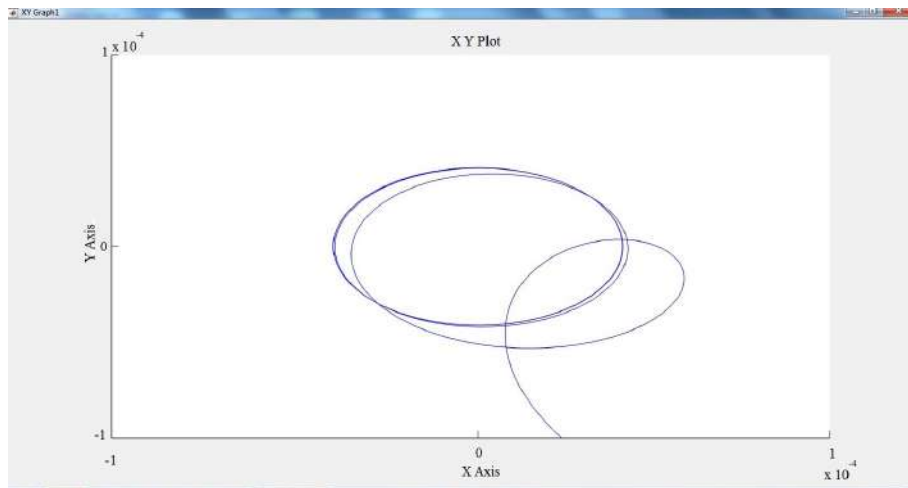 XY Graph1
X Y Plot
1 x 10^-4
Y Axis
0
-1
-1
0
1
X Axis
x 10^-4